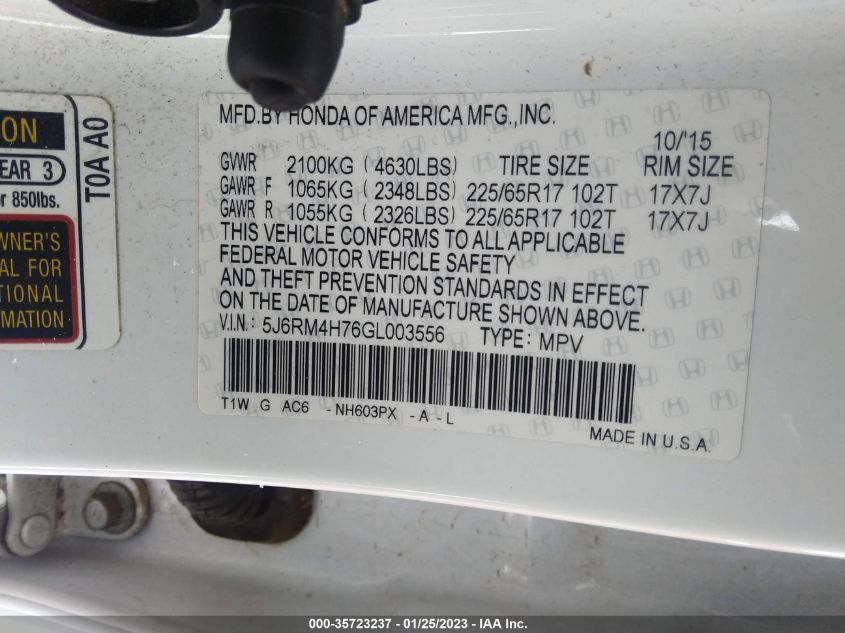 ON
EAR 3
r 850lbs.
TOA A0
WNER'S
AL FOR
TIONAL
MATION
MFD.BY HONDA OF AMERICA MFG.,INC.
10/'15
GVWR 2100KG (4630LBS) TIRE SIZE RIM SIZE
GAWR F 1065KG (2348LBS) 225/65R17 102T 17X7J
GAWR R 1055KG (2326LBS) 225/65R17 102T 17X7J
THIS VEHICLE CONFORMS TO ALL APPLICABLE
FEDERAL MOTOR VEHICLE SAFETY
AND THEFT PREVENTION STANDARDS IN EFFECT
ON THE DATE OF MANUFACTURE SHOWN ABOVE.
V.I.N.: 5J6RM4H76GL003556 TYPE: MPV
T1W G AC6 -NH603PX -A -L
MADE IN U.S.A.
000-35723237 - 01/25/2023 - IAA Inc.